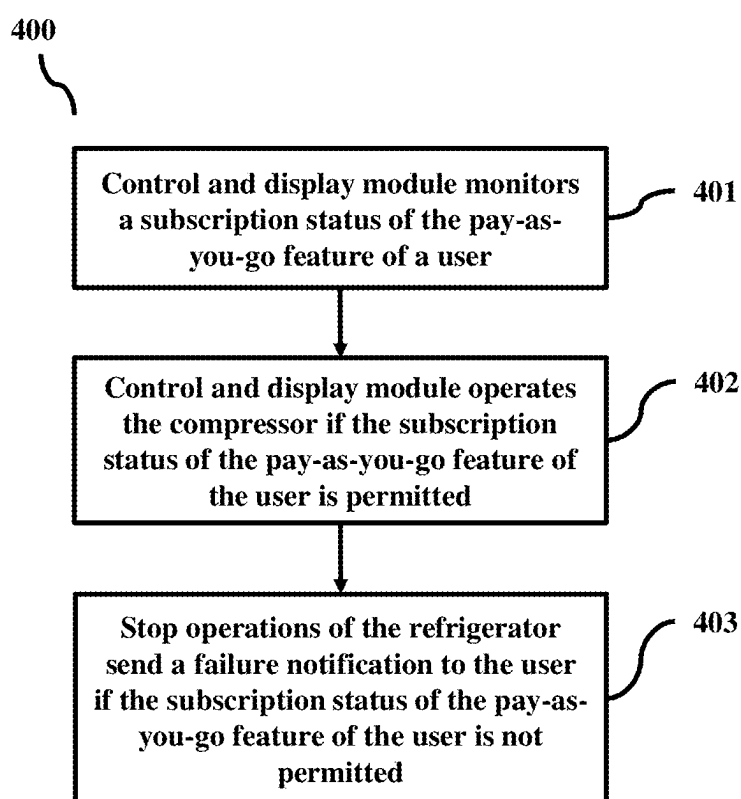 400
Control and display module monitors
a subscription status of the pay-as-
you-go feature of a user
401
Control and display module operates
the compressor if the subscription
status of the pay-as-you-go feature of
the user is permitted
402
Stop operations of the refrigerator
send a failure notification to the user
if the subscription status of the pay-as-
you-go feature of the user is not
permitted
403